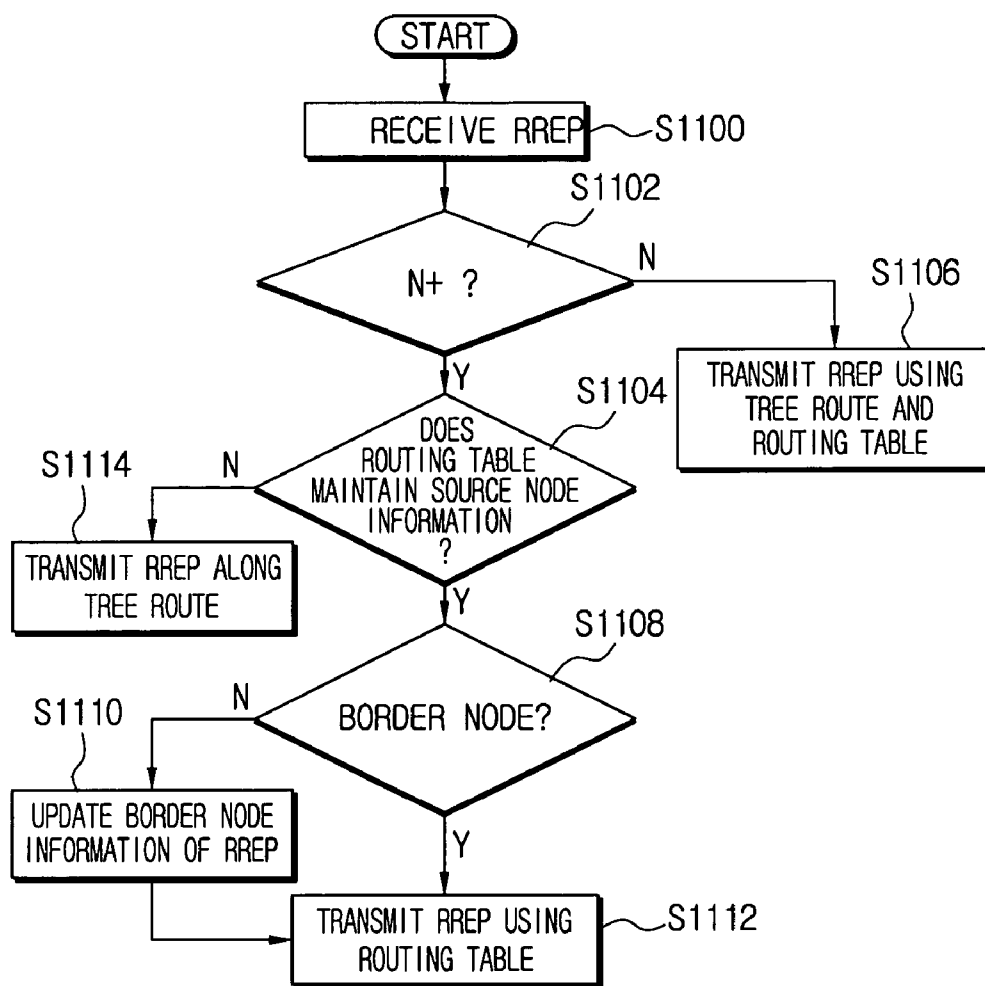 START
RECEIVE RREP
S1100
S1102
N+ ?
N
S1106
TRANSMIT RREP USING
TREE ROUTE AND
ROUTING TABLE
Y
S1104
DOES
ROUTING TABLE
MAINTAIN SOURCE NODE
INFORMATION
?
N
S1114
TRANSMIT RREP ALONG
TREE ROUTE
Y
S1108
BORDER NODE?
N
S1110
UPDATE BORDER NODE
INFORMATION OF RREP
Y
TRANSMIT RREP USING
ROUTING TABLE
S1112